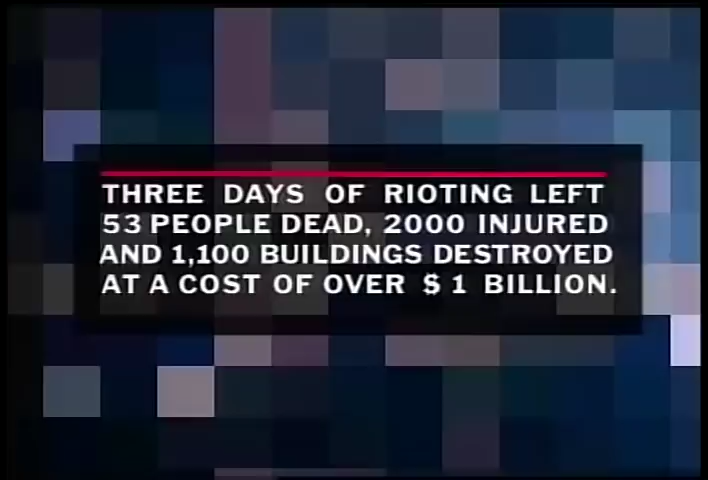 THREE DAYS OF RIOTING LEFT
53 PEOPLE DEAD, 2000 INJURED
AND 1,100 BUILDINGS DESTROYED
AT A COST OF OVER $ 1 BILLION.